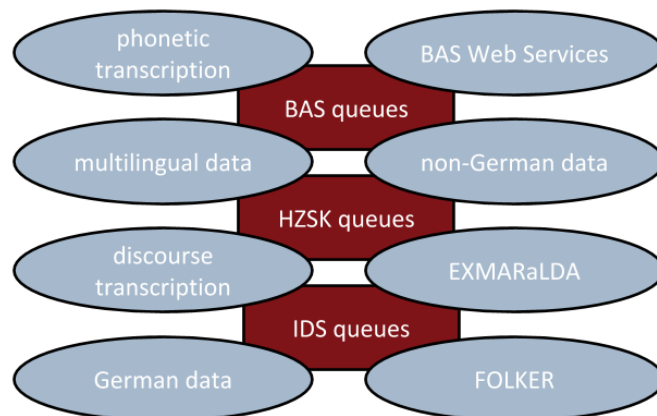 phonetic
transcription
BAS Web Services
BAS queues
multilingual data
non-German data
HZSK queues
discourse
transcription
EXMARaLDA
IDS queues
German data
FOLKER